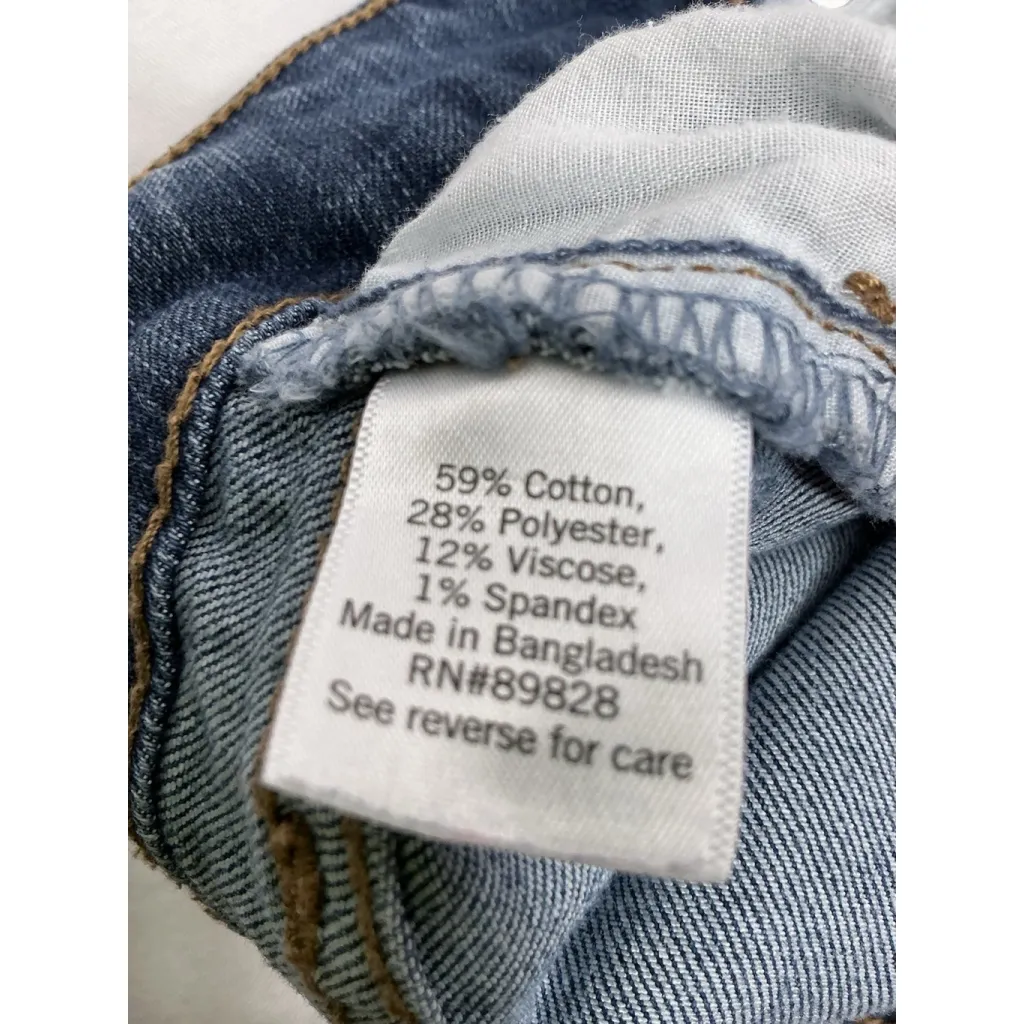 59% Cotton,
28% Polyester,
12% Viscose,
1% Spandex
Made in Bangladesh
RN#89828
See reverse for care